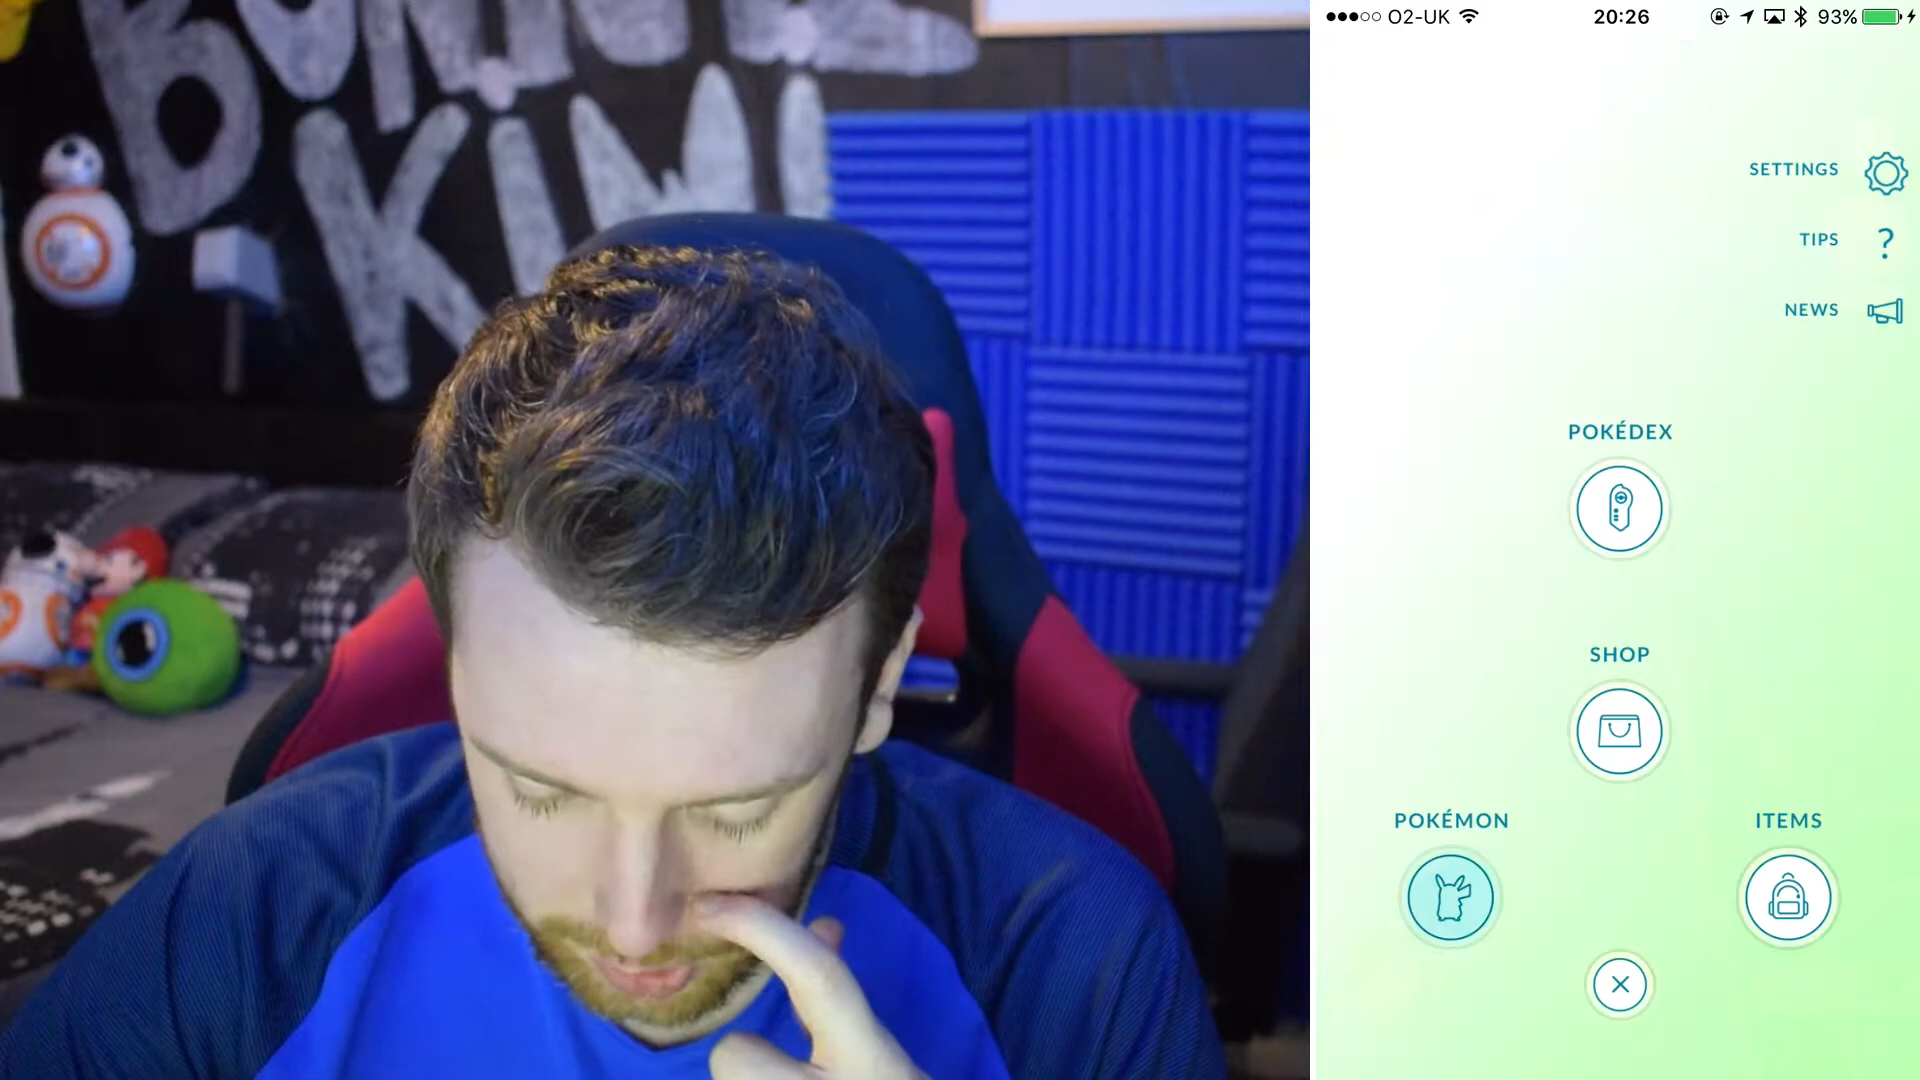 O2-UK
20:26
93%
SETTINGS
TIPS
NEWS
POKÉDEX
SHOP
POKÉMON
ITEMS